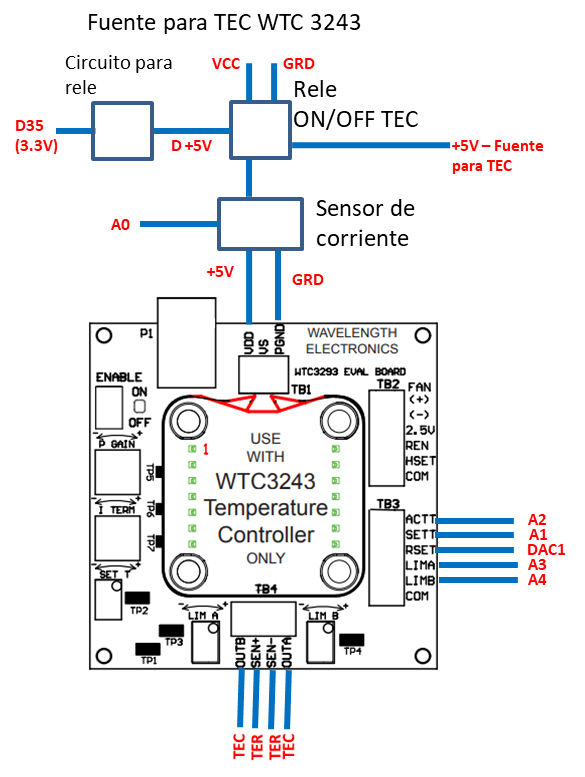 Fuente para TEC WTC 3243
Circuito para
rele
VCC
GRD
Rele
ON/OFF TEC
D35
(3.3V)
D +5V
+5V – Fuente
para TEC
Sensor de
corriente
A0
+5V
GRD
P1
VDD
VS
PGND
WAVELENGTH
ELECTRONICS
WTC3293 EVAL BOARD
TB1
TB2
FAN
(+)
(-)
2.5V
REN
HSET
COM
ENABLE
ON
OFF
- +
P GAIN
TP5
- +
I TERM
TP6
TP7
1
USE
WITH
WTC3243
Temperature
Controller
ONLY
TB3
ACTT
SETT
RSET
LIMA
LIMB
COM
A2
A1
DAC1
A3
A4
- +
SET T
TP2
TP3
TP1
- +
LIM A
TB4
- +
LIM B
TP4
OUTB
SEN+
SEN-
OUTA
TEC
TER
TER
TEC